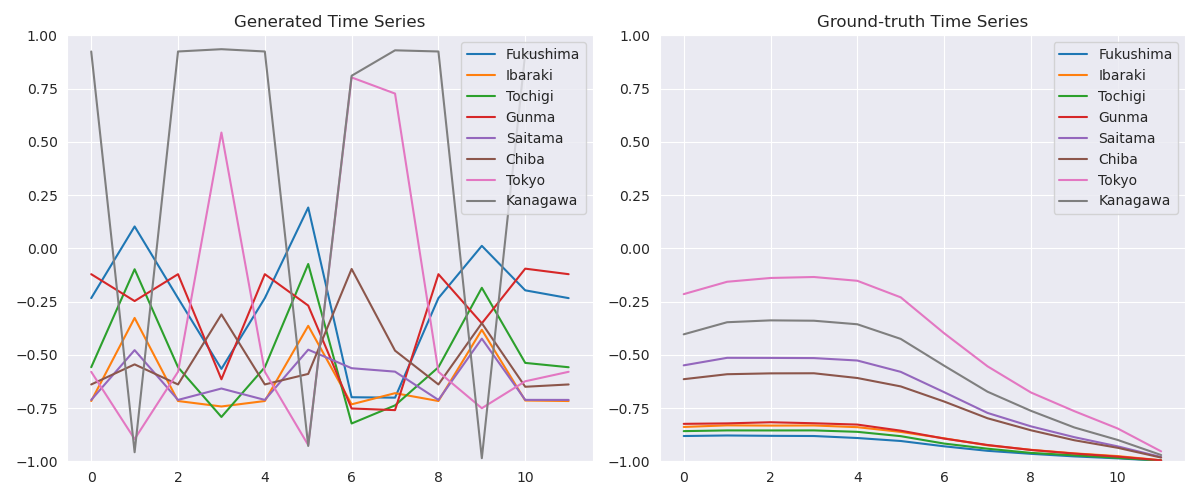 Generated Time Series
1.00
0.75
0.50
0.25
0.00
−0.25
−0.50
−0.75
−1.00
0 2 4 6 8 10
Fukushima
Ibaraki
Tochigi
Gunma
Saitama
Chiba
Tokyo
Kanagawa
Ground-truth Time Series
1.00
0.75
0.50
0.25
0.00
−0.25
−0.50
−0.75
−1.00
0 2 4 6 8 10
Fukushima
Ibaraki
Tochigi
Gunma
Saitama
Chiba
Tokyo
Kanagawa